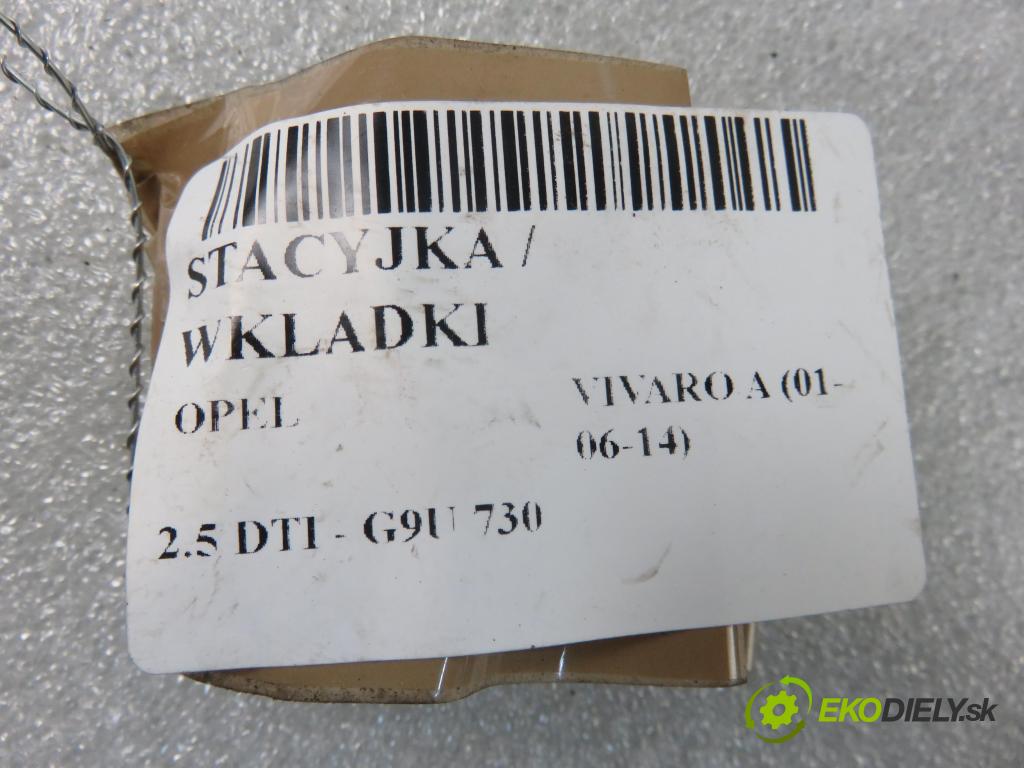 STACYJKA /
WKLADKI
OPEL
VIVARO A (01-
06-14)
2.5 DTI - G9U 730
EKODIELY.sk